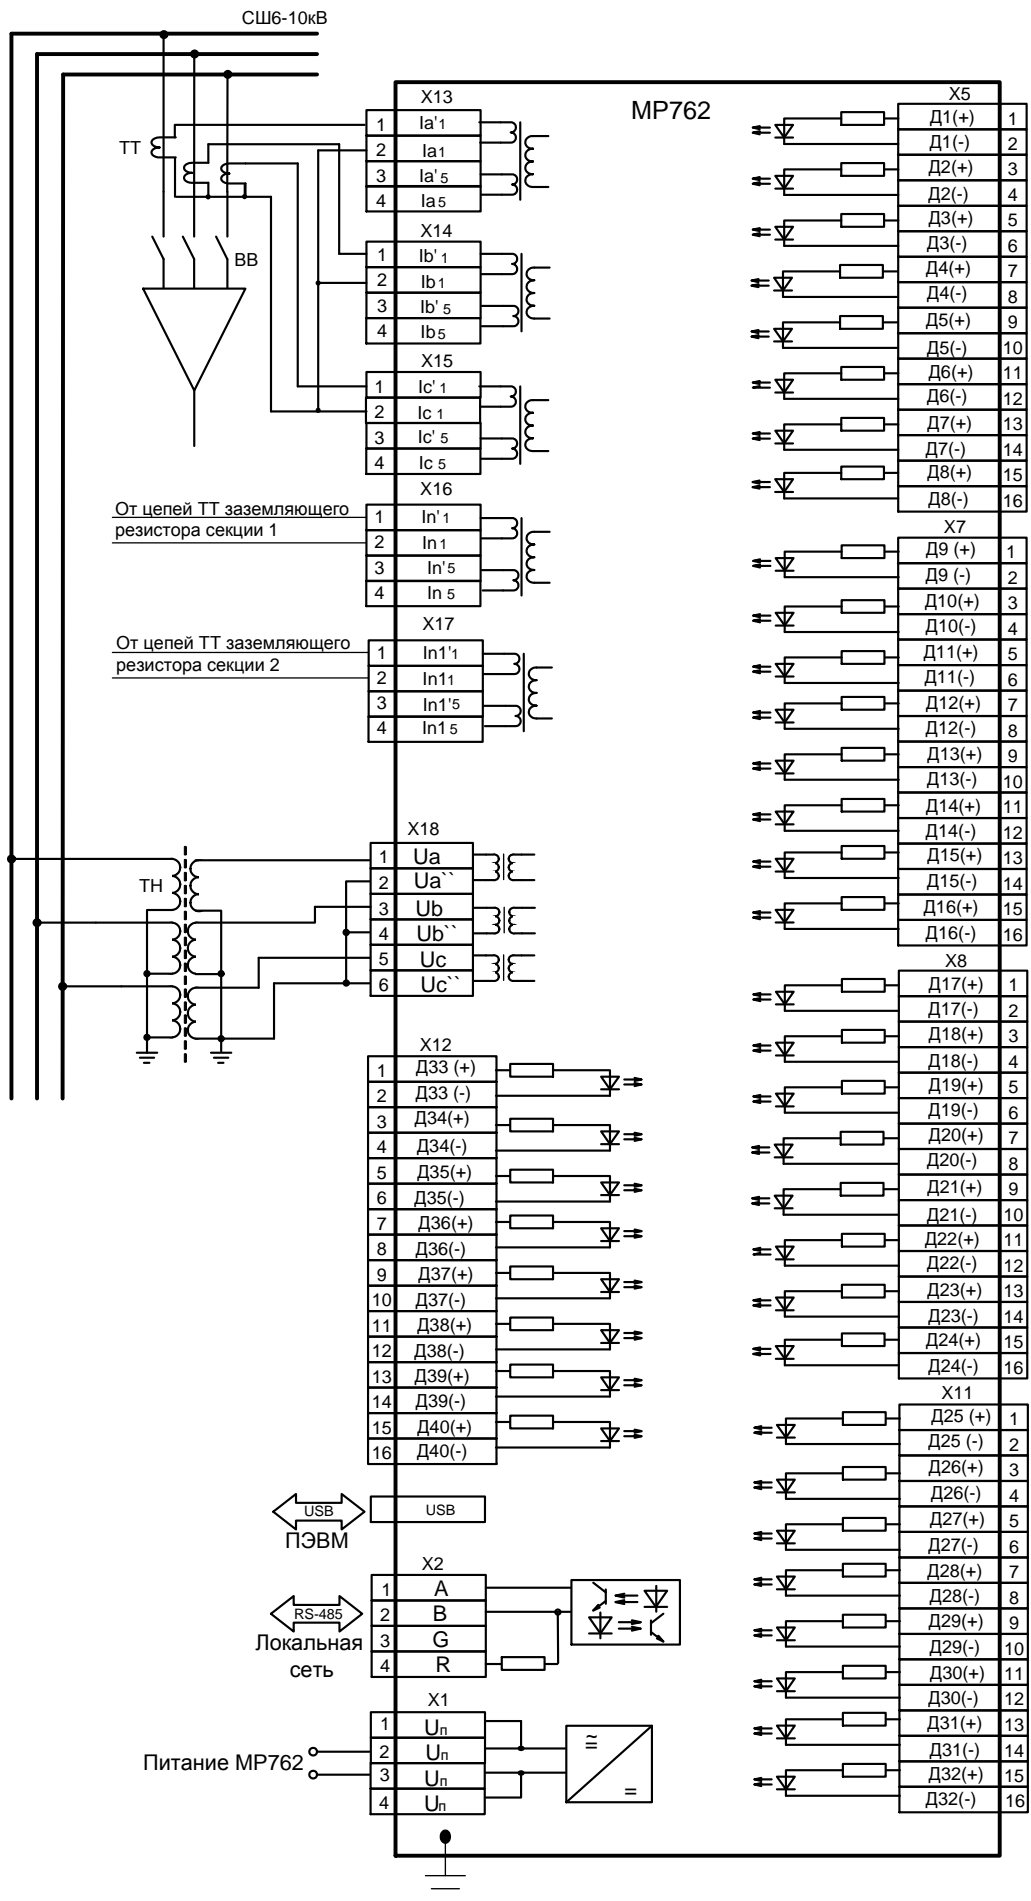 СШ6-10кВ
МР762
ТТ
ВВ
X13
1 Ia'1
2 Ia1
3 Ia'5
4 Ia5
X14
1 Ib'1
2 Ib1
3 Ib'5
4 Ib5
X15
1 Ic'1
2 Ic1
3 Ic'5
4 Ic5
От цепей ТТ заземляющего
резистора секции 1
X16
1 In'1
2 In1
3 In'5
4 In5
От цепей ТТ заземляющего
резистора секции 2
X17
1 In1'1
2 In11
3 In1'5
4 In15
ТН
X18
1 Ua
2 Ua``
3 Ub
4 Ub``
5 Uc
6 Uc``
X12
1 Д33 (+)
2 Д33 (-)
3 Д34(+)
4 Д34(-)
5 Д35(+)
6 Д35(-)
7 Д36(+)
8 Д36(-)
9 Д37(+)
10 Д37(-)
11 Д38(+)
12 Д38(-)
13 Д39(+)
14 Д39(-)
15 Д40(+)
16 Д40(-)
USB
USB
ПЭВМ
X2
1 A
2 B
3 G
4 R
RS-485
Локальная
сеть
X1
1 Uп
2 Uп
3 Uп
4 Uп
Питание МР762
X5
Д1(+) 1
Д1(-) 2
Д2(+) 3
Д2(-) 4
Д3(+) 5
Д3(-) 6
Д4(+) 7
Д4(-) 8
Д5(+) 9
Д5(-) 10
Д6(+) 11
Д6(-) 12
Д7(+) 13
Д7(-) 14
Д8(+) 15
Д8(-) 16
X7
Д9 (+) 1
Д9 (-) 2
Д10(+) 3
Д10(-) 4
Д11(+) 5
Д11(-) 6
Д12(+) 7
Д12(-) 8
Д13(+) 9
Д13(-) 10
Д14(+) 11
Д14(-) 12
Д15(+) 13
Д15(-) 14
Д16(+) 15
Д16(-) 16
X8
Д17(+) 1
Д17(-) 2
Д18(+) 3
Д18(-) 4
Д19(+) 5
Д19(-) 6
Д20(+) 7
Д20(-) 8
Д21(+) 9
Д21(-) 10
Д22(+) 11
Д22(-) 12
Д23(+) 13
Д23(-) 14
Д24(+) 15
Д24(-) 16
X11
Д25 (+) 1
Д25 (-) 2
Д26(+) 3
Д26(-) 4
Д27(+) 5
Д27(-) 6
Д28(+) 7
Д28(-) 8
Д29(+) 9
Д29(-) 10
Д30(+) 11
Д30(-) 12
Д31(+) 13
Д31(-) 14
Д32(+) 15
Д32(-) 16